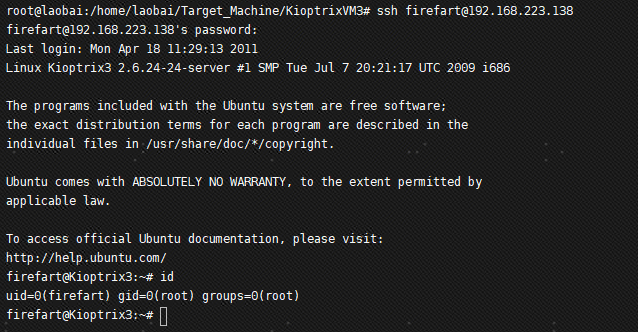 root@laobai:/home/laobai/Target_Machine/KioptrixVM3# ssh firefart@192.168.223.138
firefart@192.168.223.138's password:
Last login: Mon Apr 18 11:29:13 2011
Linux Kioptrix3 2.6.24-24-server #1 SMP Tue Jul 7 20:21:17 UTC 2009 i686
The programs included with the Ubuntu system are free software;
the exact distribution terms for each program are described in the
individual files in /usr/share/doc/*/copyright.
Ubuntu comes with ABSOLUTELY NO WARRANTY, to the extent permitted by
applicable law.
To access official Ubuntu documentation, please visit:
http://help.ubuntu.com/
firefart@Kioptrix3:~# id
uid=0(firefart) gid=0(root) groups=0(root)
firefart@Kioptrix3:~#